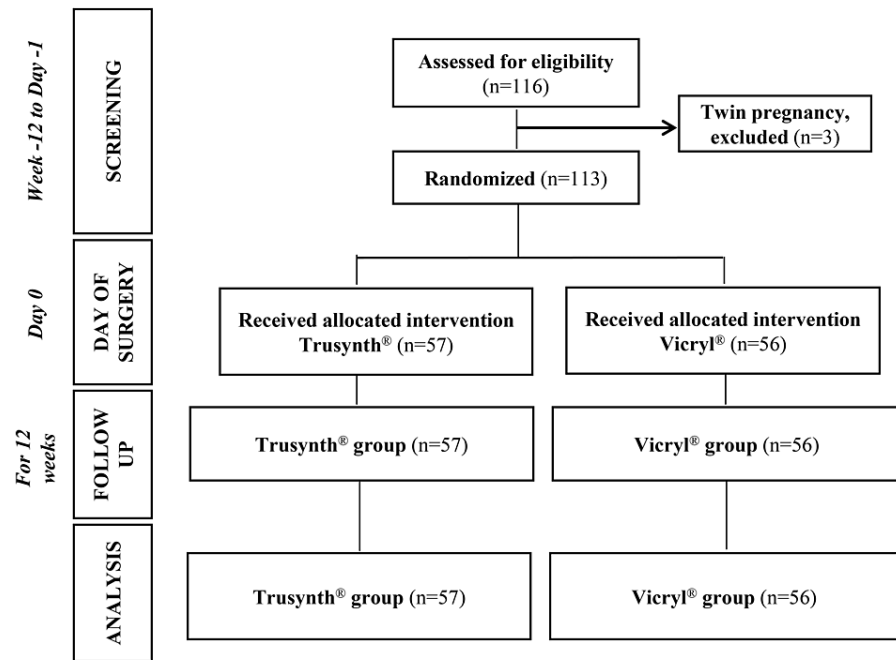 Week -12 to Day -1
SCREENING
Assessed for eligibility
(n=116)
Twin pregnancy,
excluded (n=3)
Randomized (n=113)
Day 0
DAY OF
SURGERY
Received allocated intervention
Trusynth® (n=57)
Received allocated intervention
Vicryl® (n=56)
For 12
weeks
FOLLOW
UP
Trusynth® group (n=57)
Vicryl® group (n=56)
ANALYSIS
Trusynth® group (n=57)
Vicryl® group (n=56)